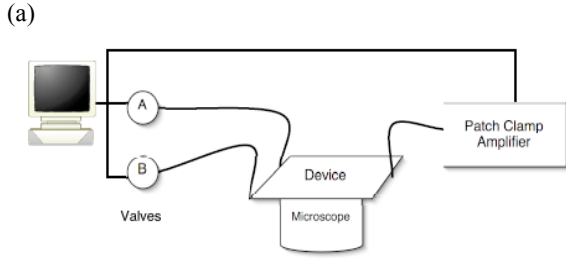 (a)
A
B
Valves
Device
Microscope
Patch Clamp
Amplifier